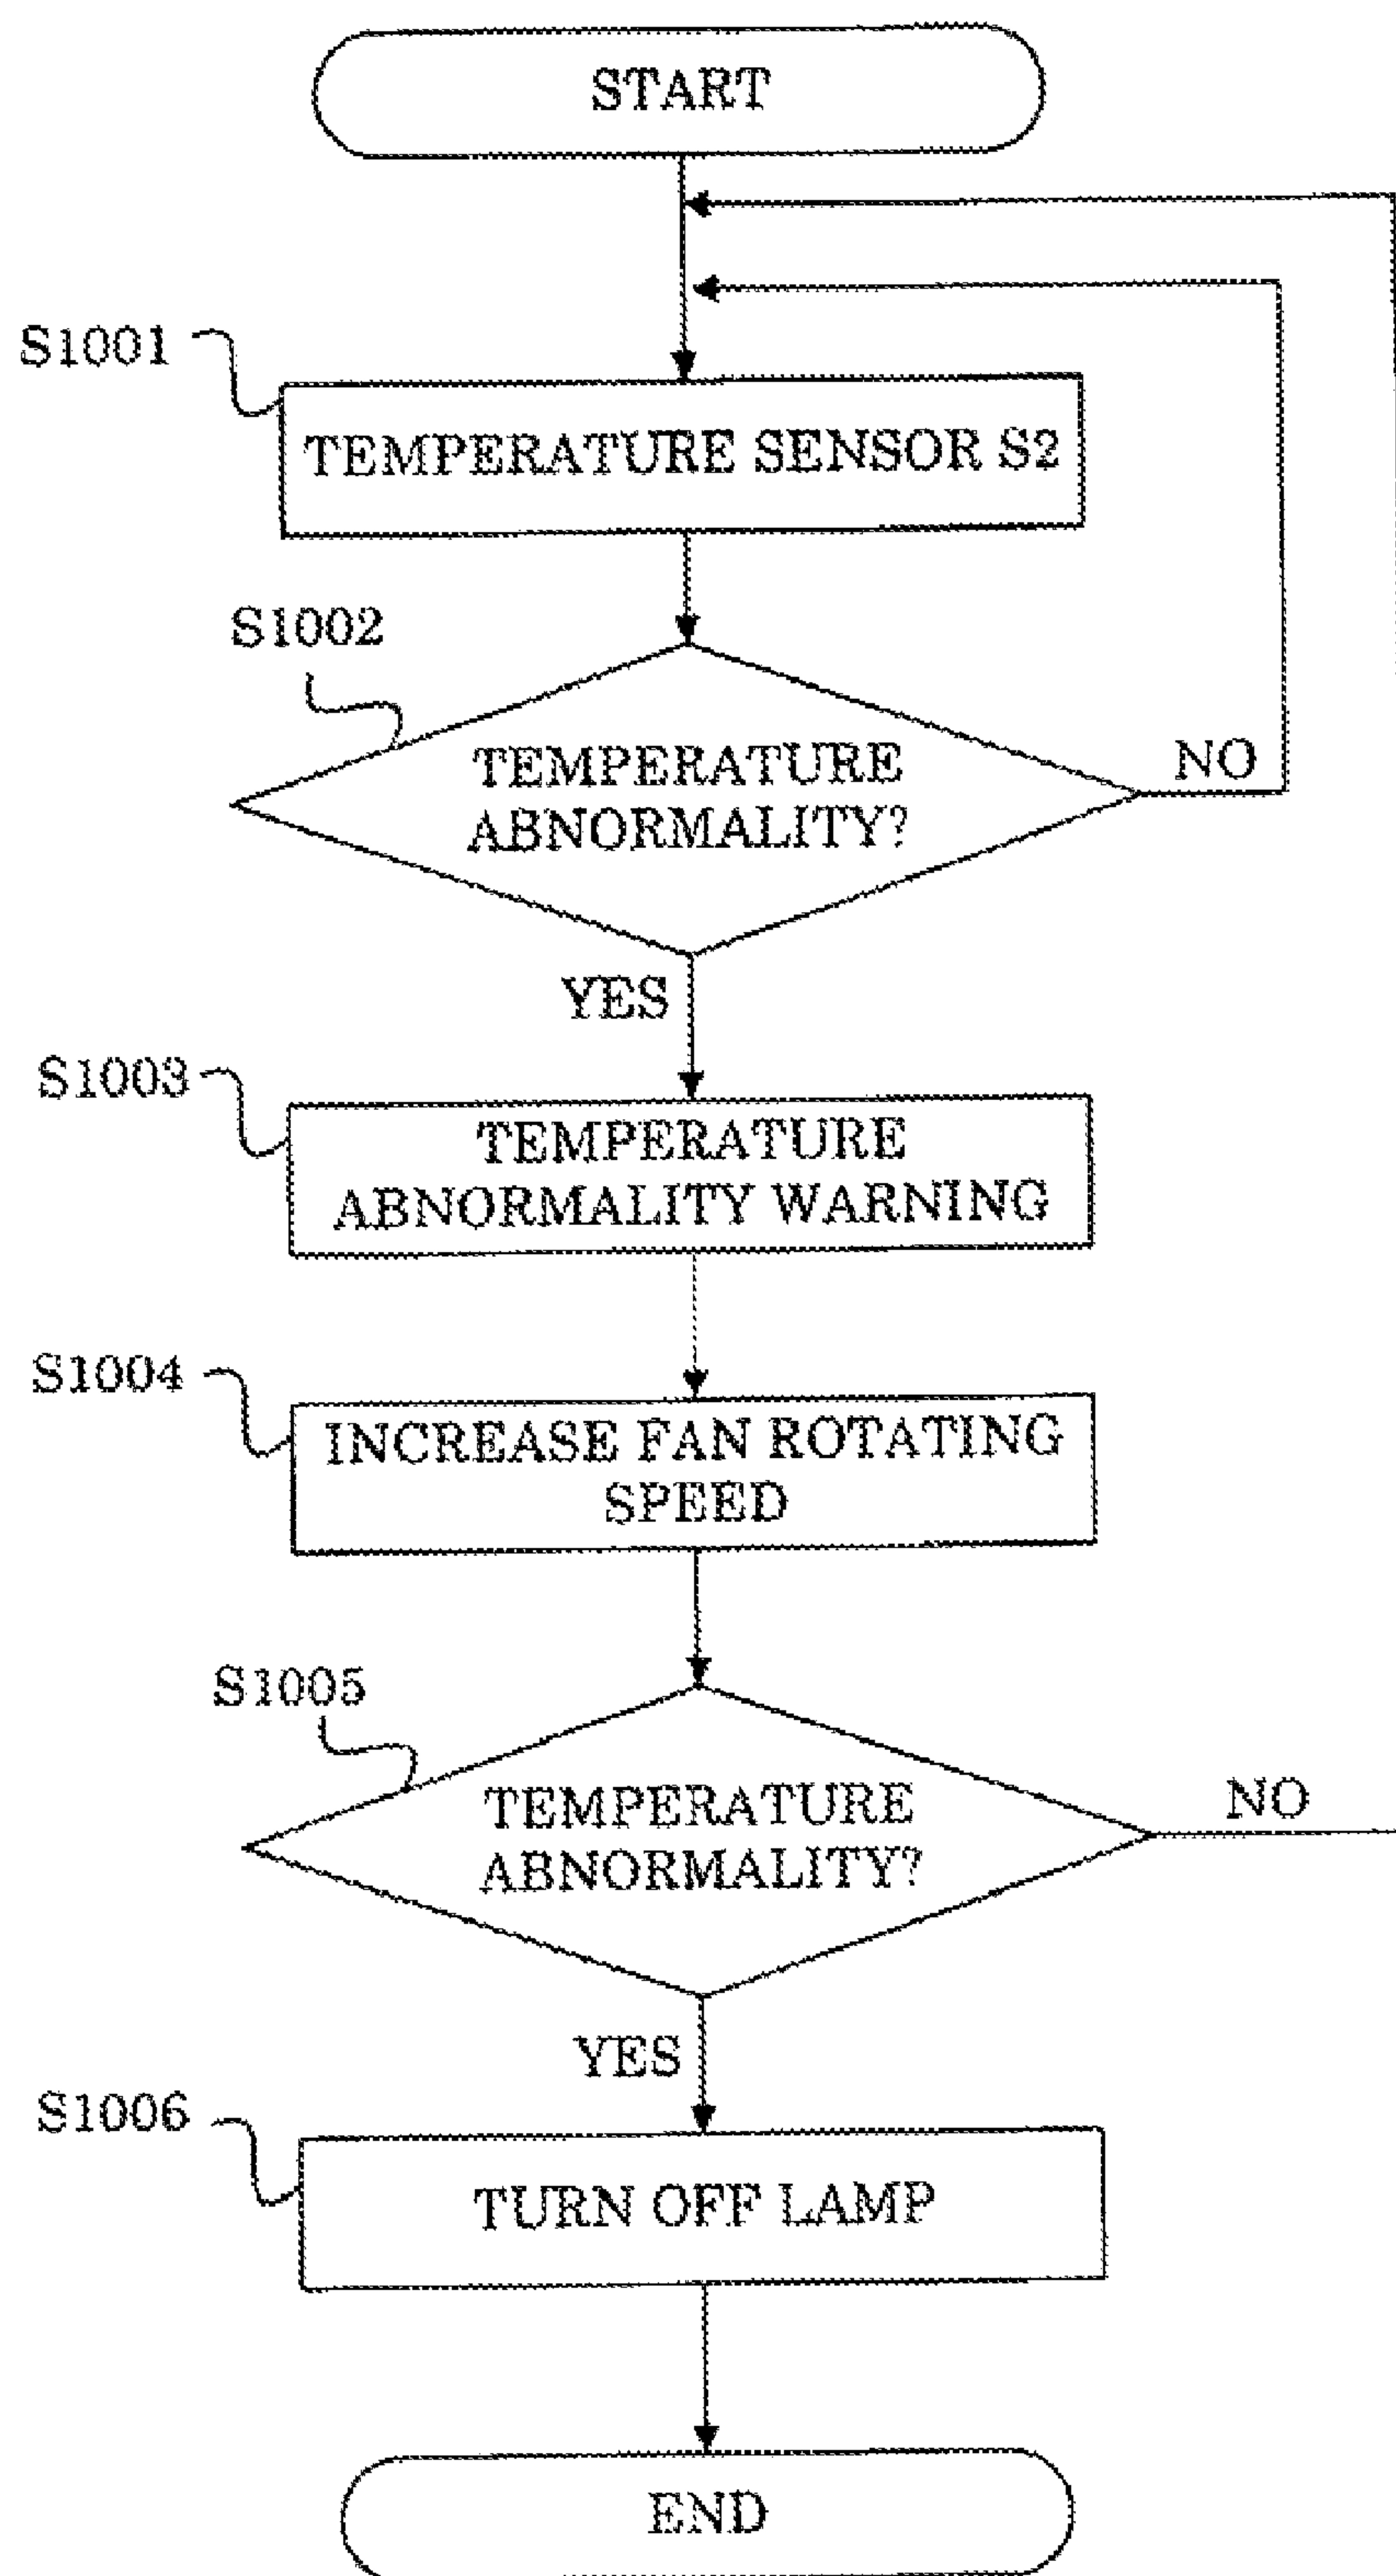 START
S1001
TEMPERATURE SENSOR S2
S1002
TEMPERATURE
ABNORMALITY?
NO
YES
S1003
TEMPERATURE
ABNORMALITY WARNING
S1004
INCREASE FAN ROTATING
SPEED
S1005
TEMPERATURE
ABNORMALITY?
NO
YES
S1006
TURN OFF LAMP
END